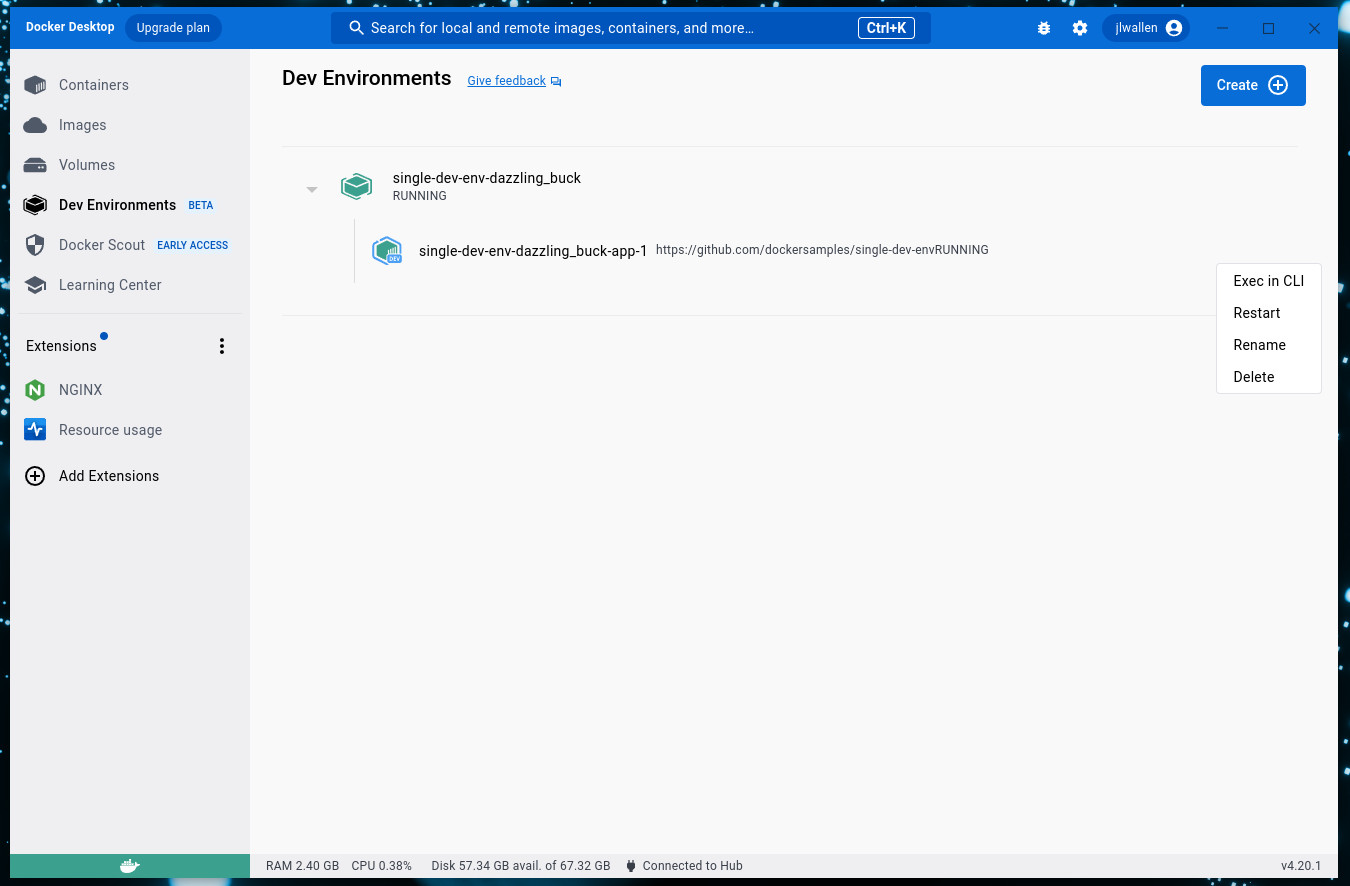 Docker Desktop Upgrade plan Search for local and remote images, containers, and more... Ctrl+K jlwallen
Containers
Images
Volumes
Dev Environments BETA
Docker Scout EARLY ACCESS
Learning Center
Extensions
NGINX
Resource usage
Add Extensions
Dev Environments Give feedback Create
single-dev-env-dazzling_buck
RUNNING
DEV
single-dev-env-dazzling_buck-app-1 https://github.com/dockersamples/single-dev-envRUNNING
Exec in CLI
Restart
Rename
Delete
RAM 2.40 GB CPU 0.38% Disk 57.34 GB avail. of 67.32 GB Connected to Hub v4.20.1